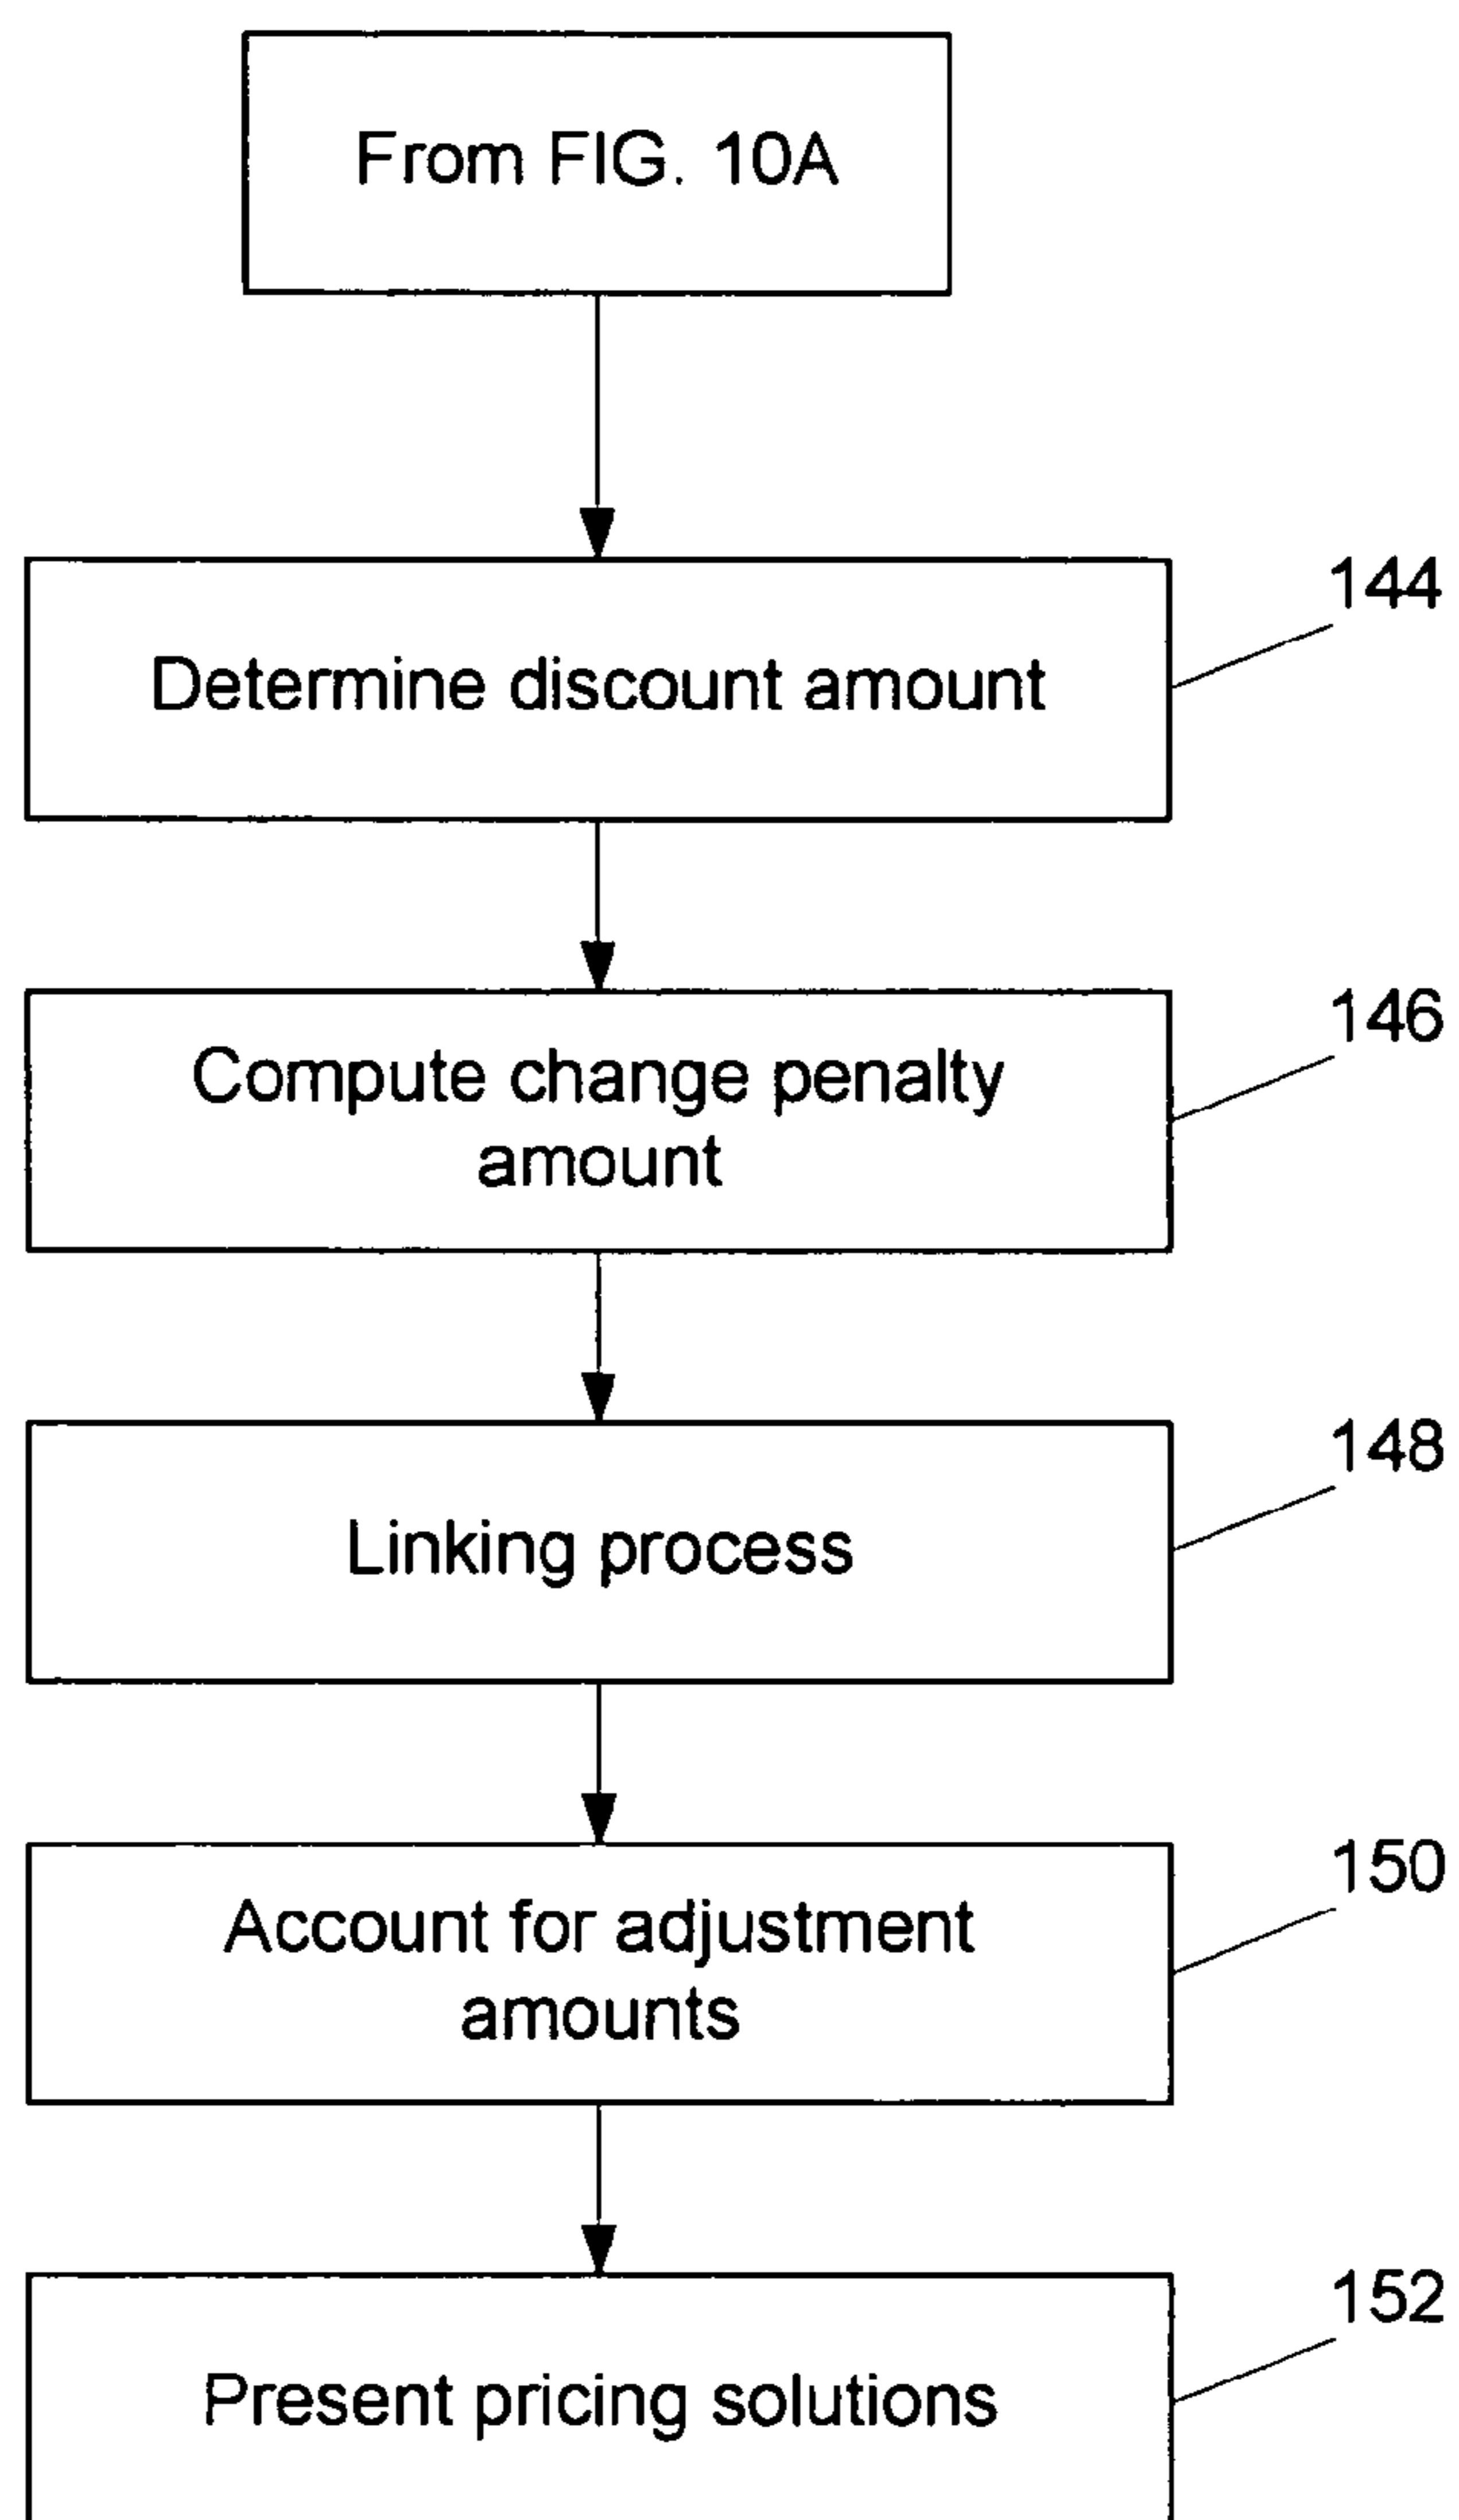 From FIG. 10A
144
Determine discount amount
146
Compute change penalty
amount
148
Linking process
150
Account for adjustment
amounts
152
Present pricing solutions